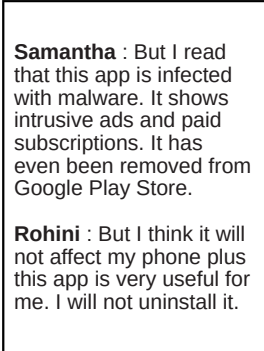 Samantha : But I read
that this app is infected
with malware. It shows
intrusive ads and paid
subscriptions. It has
even been removed from
Google Play Store.
Rohini : But I think it will
not affect my phone plus
this app is very useful for
me. I will not uninstall it.